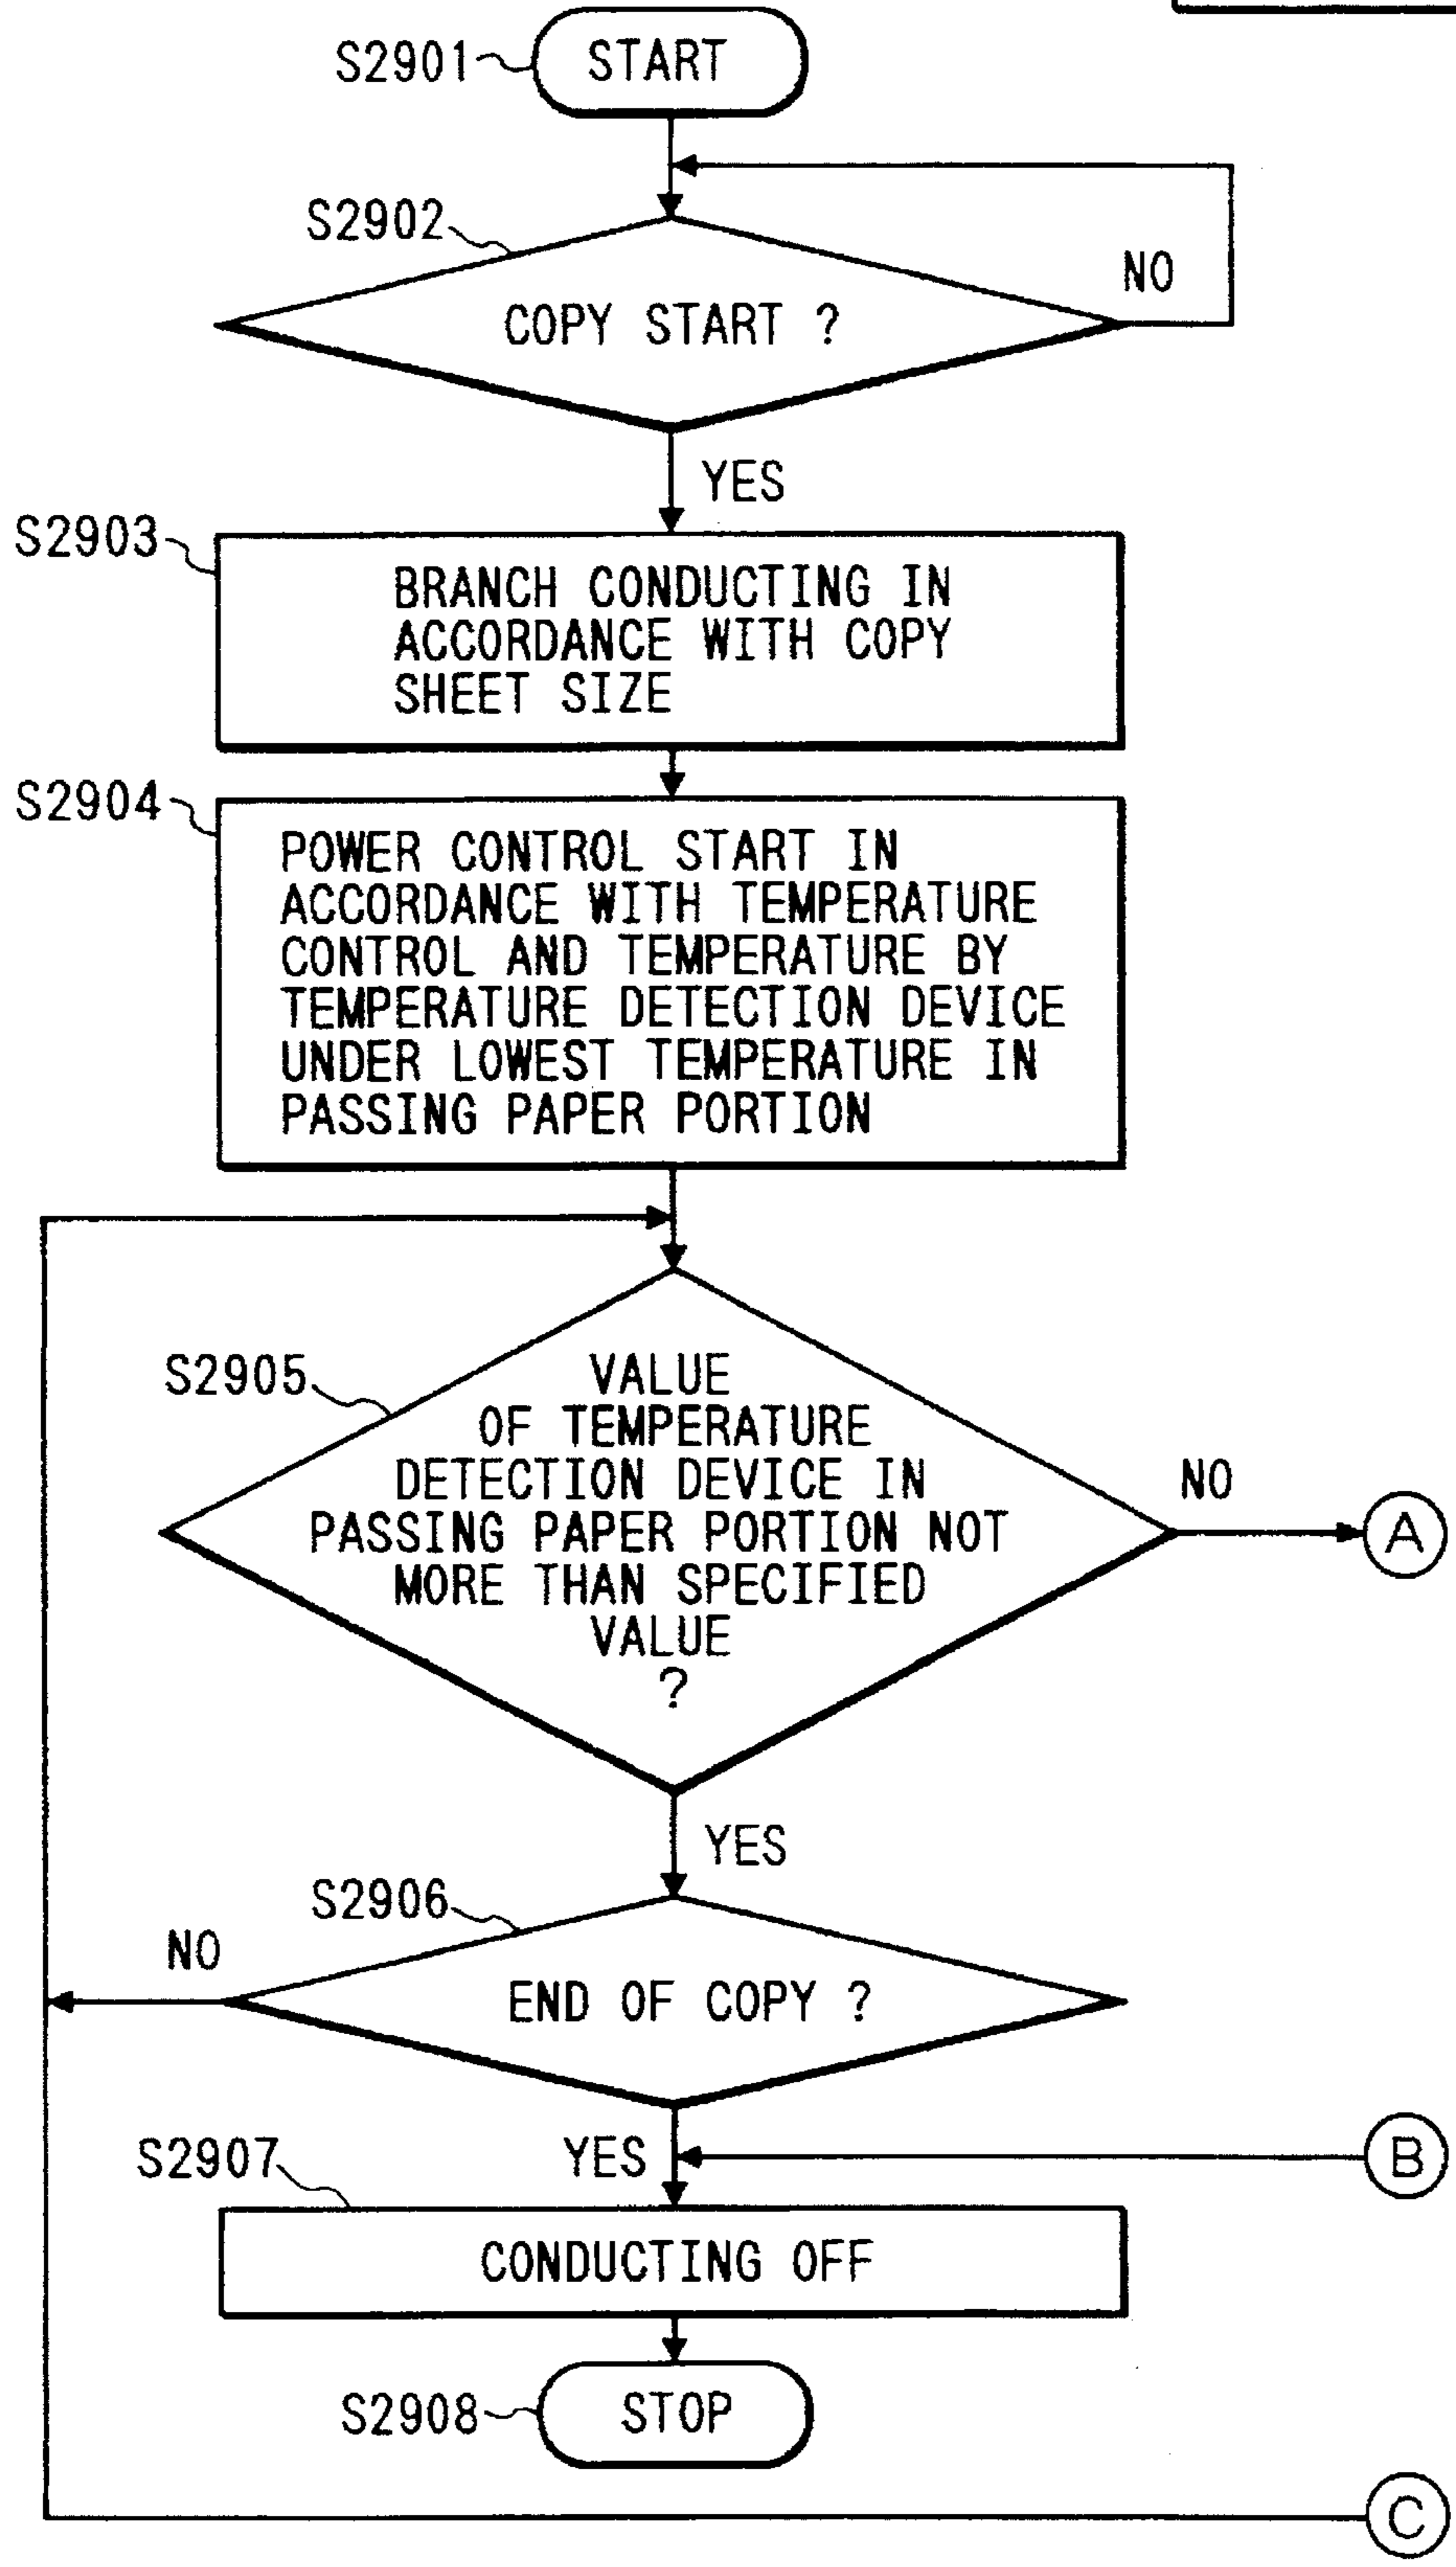 S2901 START
S2902
NO
COPY START ?
YES
S2903
BRANCH CONDUCTING IN
ACCORDANCE WITH COPY
SHEET SIZE
S2904
POWER CONTROL START IN
ACCORDANCE WITH TEMPERATURE
CONTROL AND TEMPERATURE BY
TEMPERATURE DETECTION DEVICE
UNDER LOWEST TEMPERATURE IN
PASSING PAPER PORTION
S2905
VALUE
OF TEMPERATURE
DETECTION DEVICE IN
PASSING PAPER PORTION NOT
MORE THAN SPECIFIED
VALUE
?
NO
A
YES
S2906
NO
END OF COPY ?
YES
B
S2907
CONDUCTING OFF
S2908 STOP
C